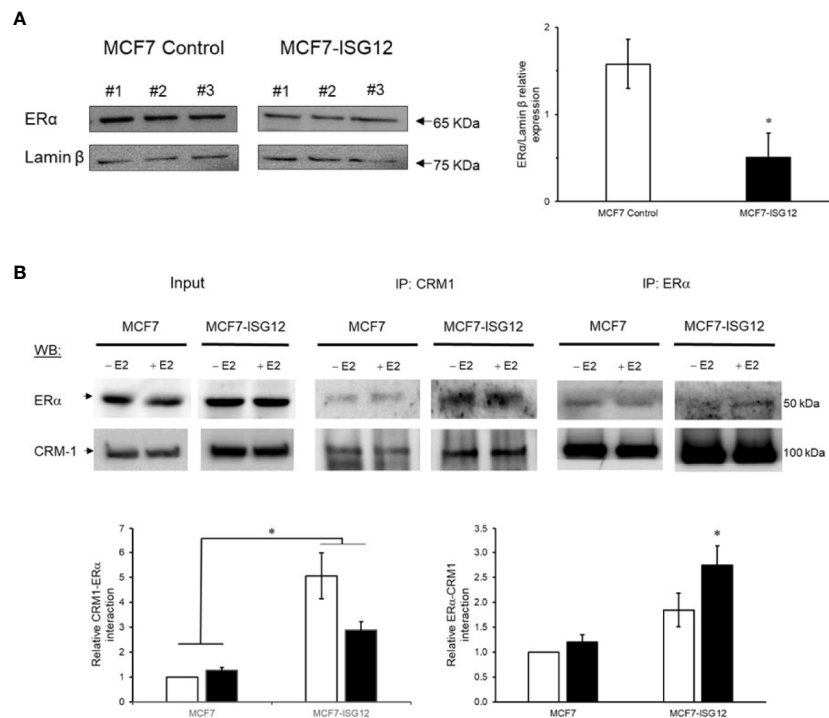 A
MCF7 Control MCF7-ISG12
#1 #2 #3 #1 #2 #3
ERα 65 KDa
Lamin β 75 KDa
ERα/Lamin β relative
expression
2
1
0
MCF7 Control MCF7-ISG12
*
B
Input IP: CRM1 IP: ERα
MCF7 MCF7-ISG12 MCF7 MCF7-ISG12 MCF7 MCF7-ISG12
WB:
– E2 + E2 – E2 + E2 – E2 + E2 – E2 + E2 – E2 + E2 – E2 + E2
ERα 50 kDa
CRM-1 100 kDa
Relative CRM1-ERα
interaction
7
6
5
4
3
2
1
0
*
MCF7 MCF7-ISG12
Relative ERα-CRM1
interaction
3.5
3.0
2.5
2.0
1.5
1.0
0.5
0.0
*
MCF7 MCF7-ISG12